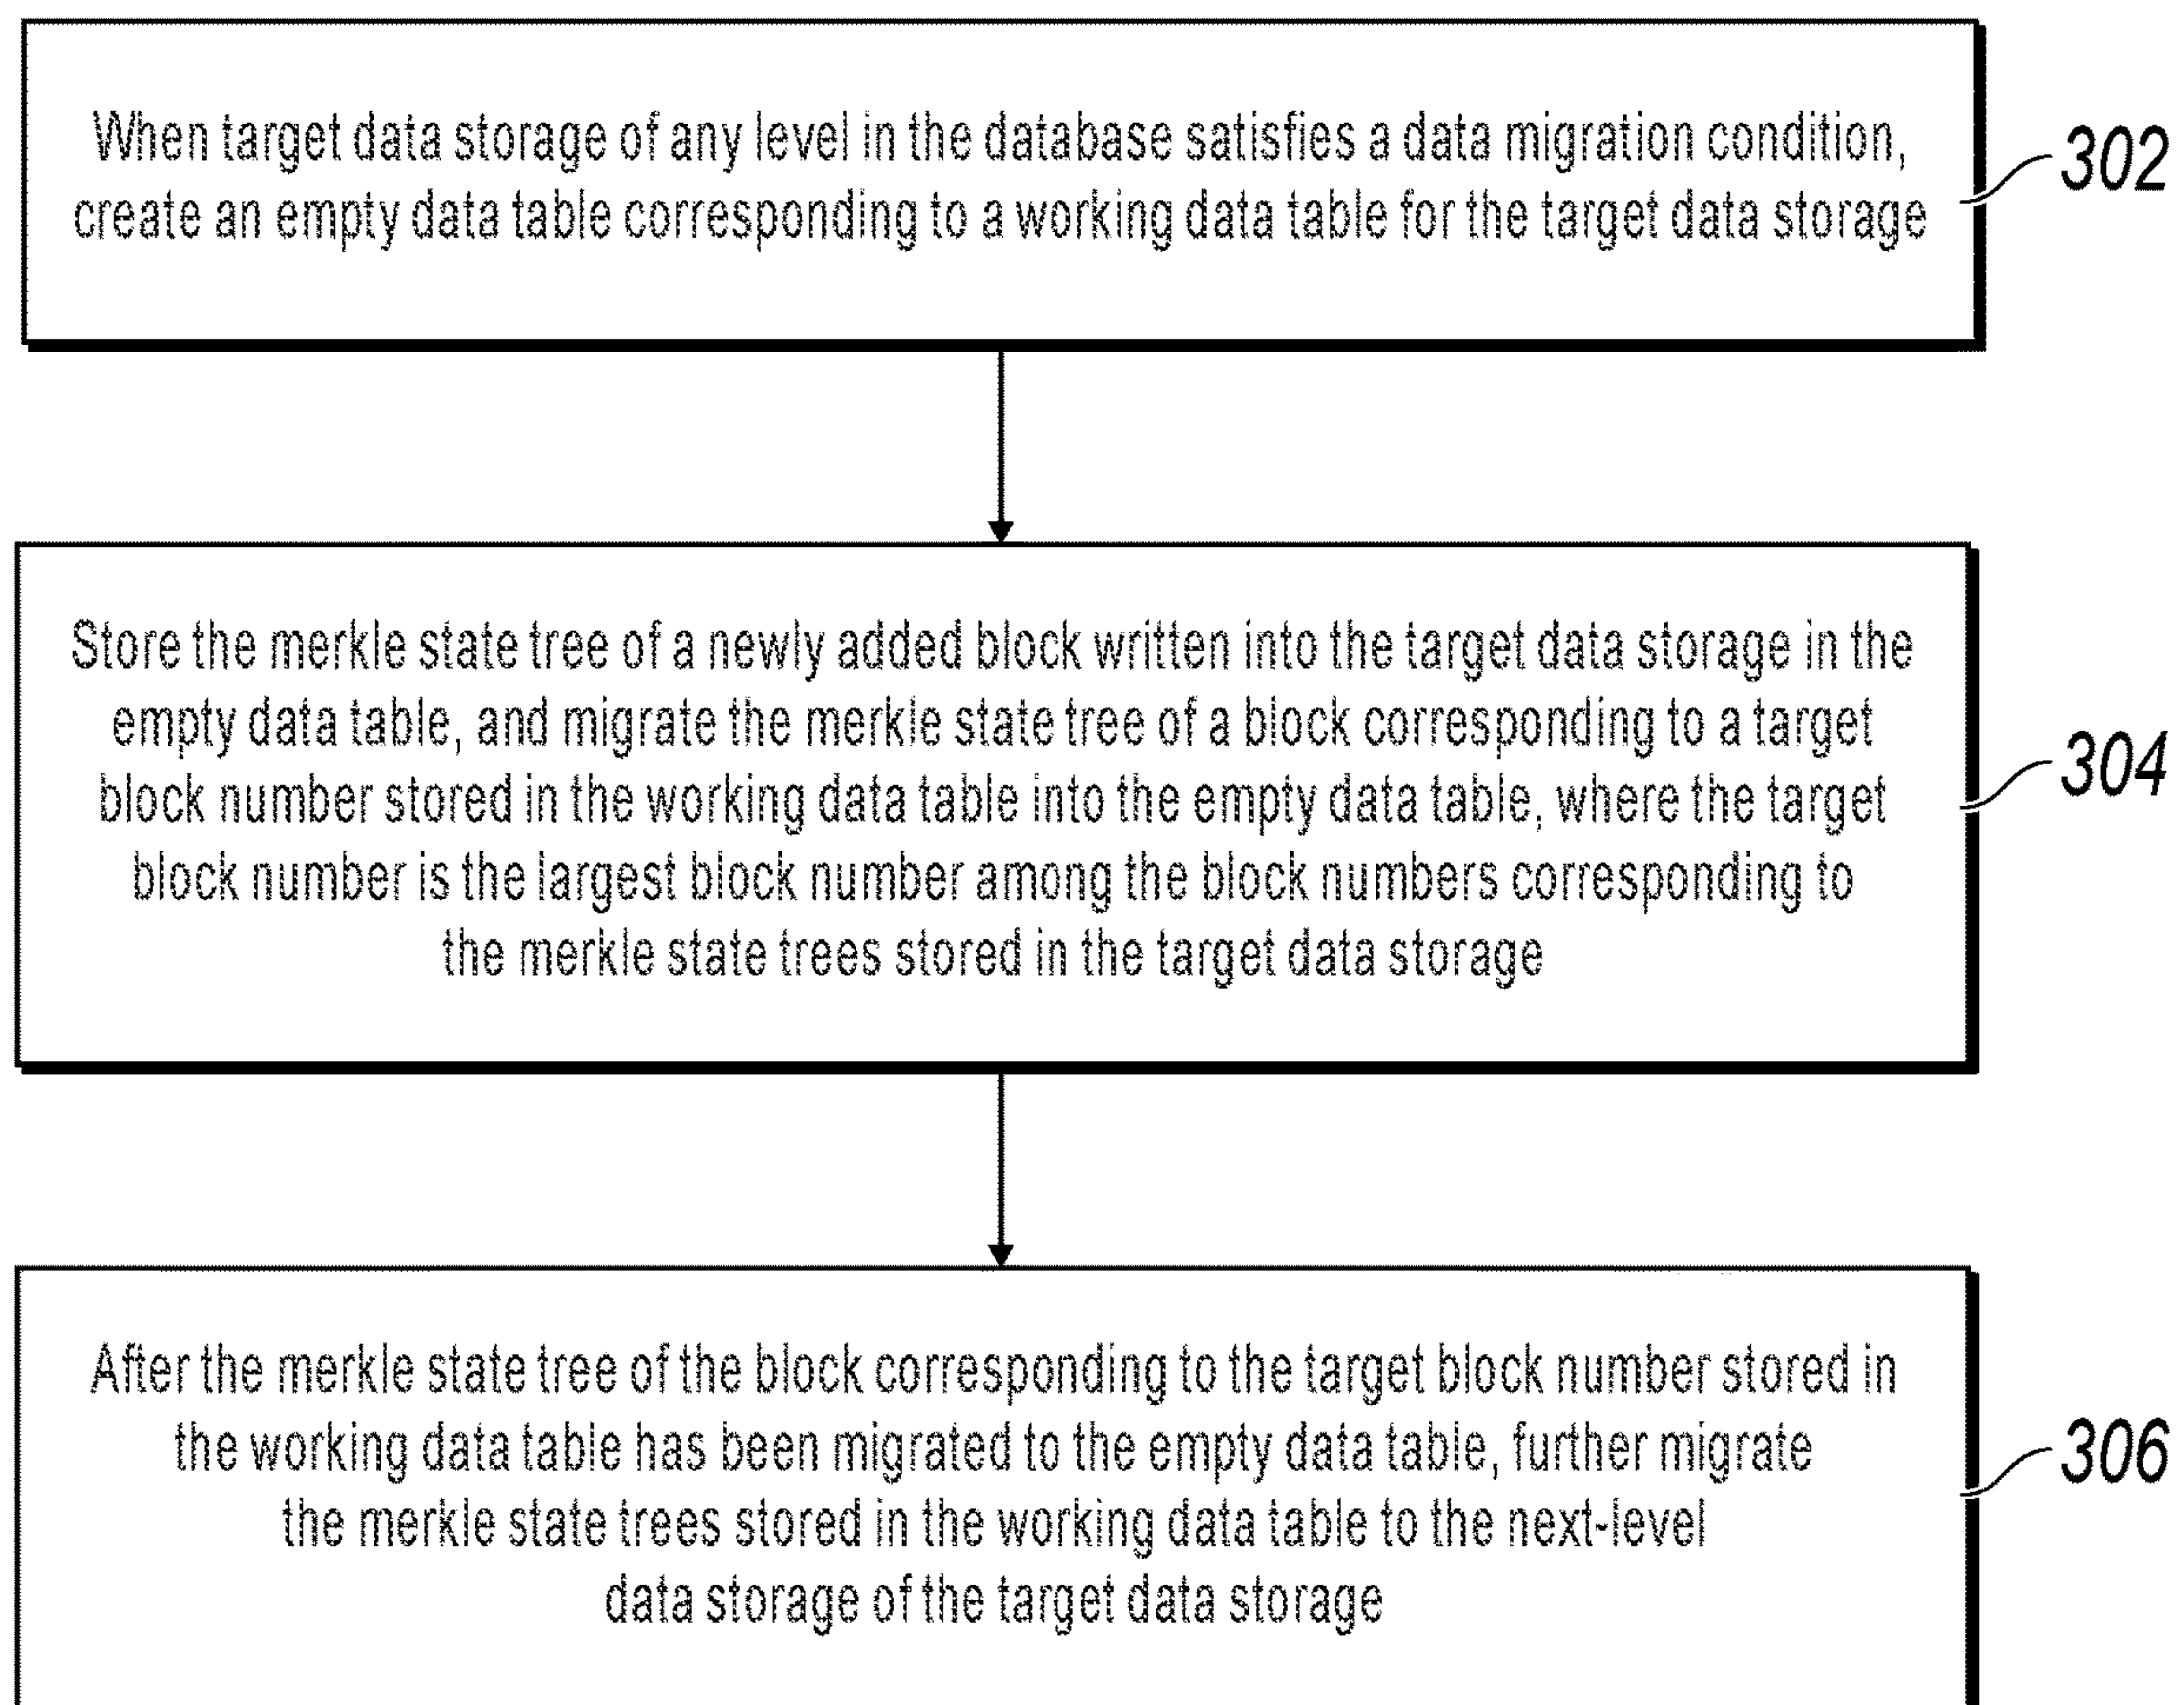 When target data storage of any level in the database satisfies a data migration condition,
create an empty data table corresponding to a working data table for the target data storage
302
Store the merkle state tree of a newly added block written into the target data storage in the
empty data table, and migrate the merkle state tree of a block corresponding to a target
block number stored in the working data table into the empty data table, where the target
block number is the largest block number among the block numbers corresponding to
the merkle state trees stored in the target data storage
304
After the merkle state tree of the block corresponding to the target block number stored in
the working data table has been migrated to the empty data table, further migrate
the merkle state trees stored in the working data table to the next-level
data storage of the target data storage
306